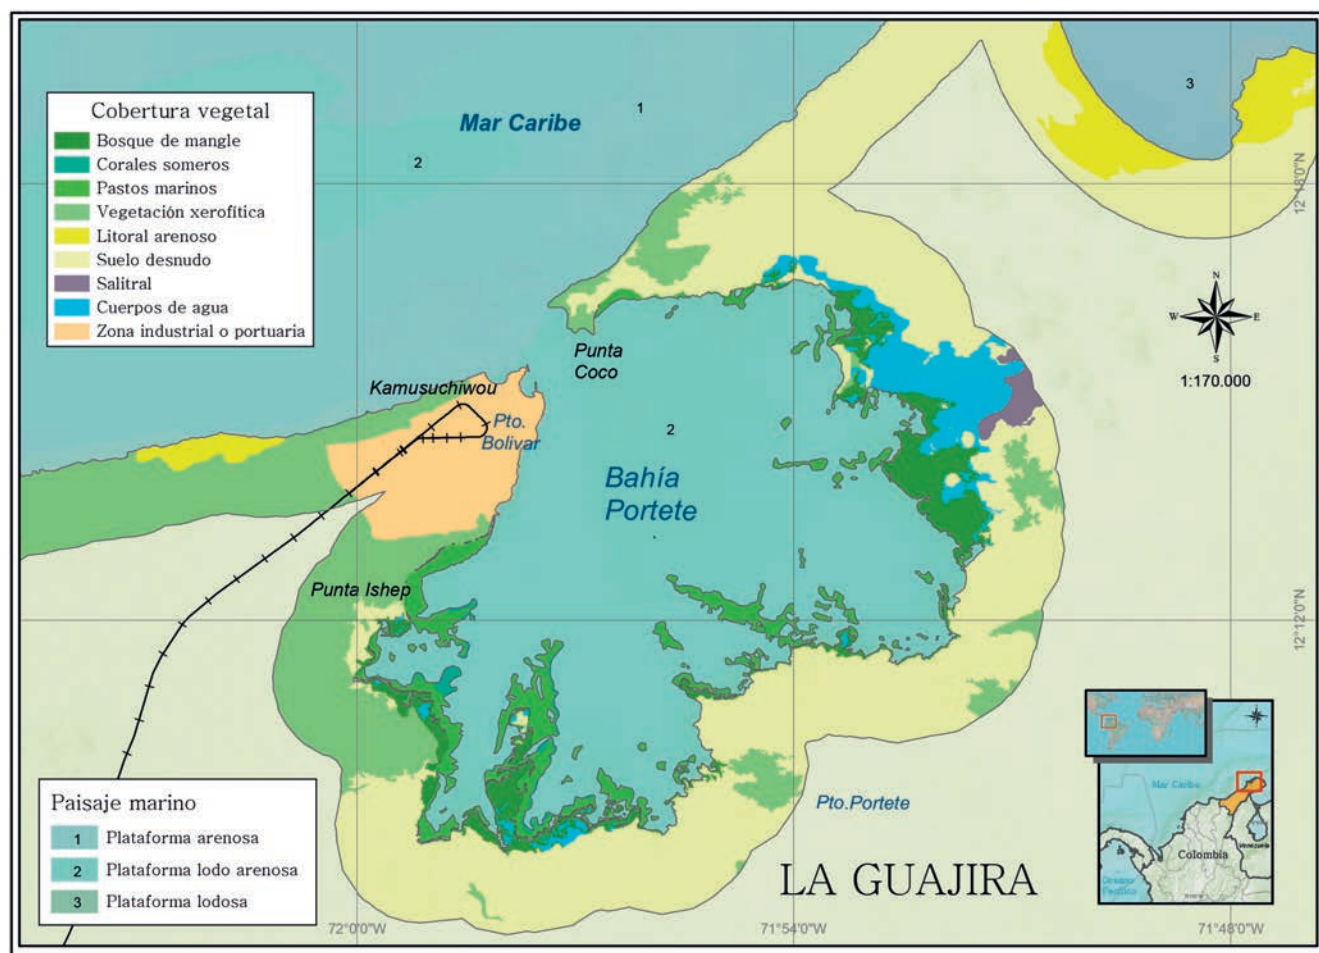 Cobertura vegetal
Bosque de mangle
Corales someros
Pastos marinos
Vegetación xerofítica
Litoral arenoso
Suelo desnudo
Salitral
Cuerpos de agua
Zona industrial o portuaria
Mar Caribe
1
2
3
12°18'0"N
N
W
E
S
1:170.000
Punta
Coco
Kamusuchiwou
Pto.
Bolivar
2
Bahía
Portete
Punta Ishep
12°12'0"N
Pto.Portete
LA GUAJIRA
Paisaje marino
1 Plataforma arenosa
2 Plataforma lodo arenosa
3 Plataforma lodosa
Mar Caribe
Venezuela
Colombia
Océano
Pacífico
72°0'0"W
71°54'0"W
71°48'0"W